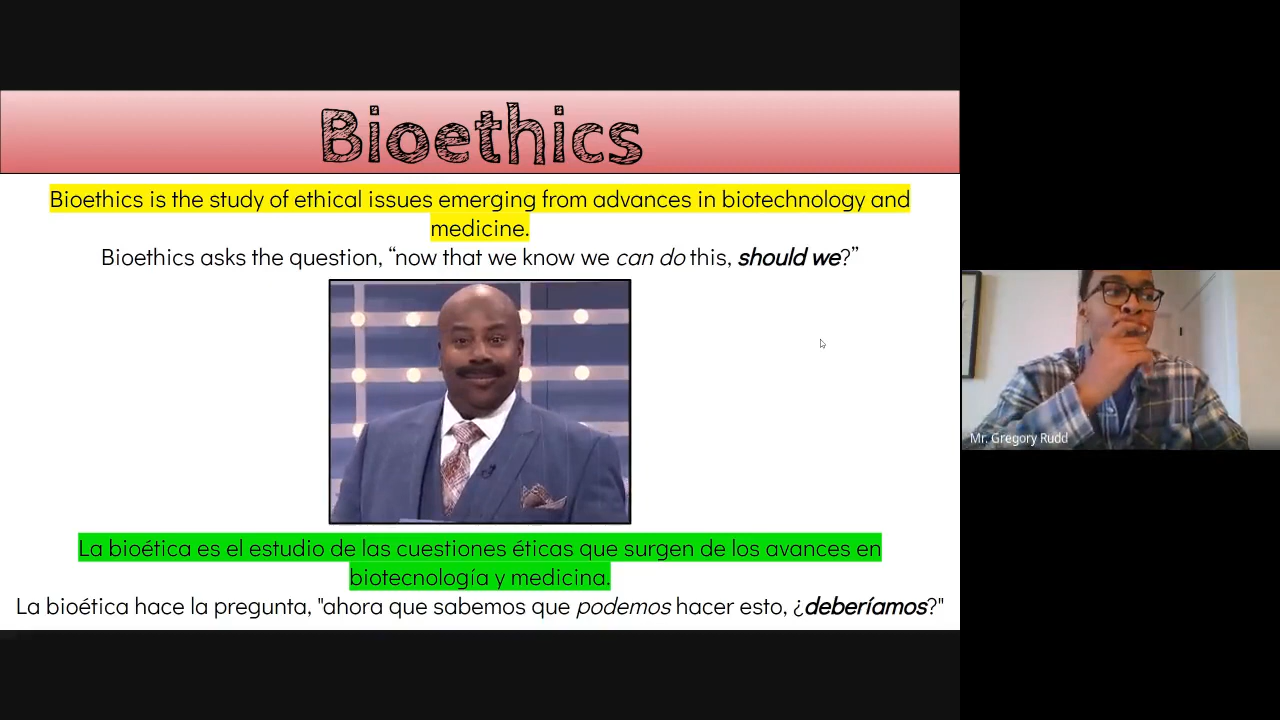 Bioethics
Bioethics is the study of ethical issues emerging from advances in biotechnology and
medicine.
Bioethics asks the question, “now that we know we can do this, should we?”
Mr. Gregory Rudd
La bioética es el estudio de las cuestiones éticas que surgen de los avances en
biotecnología y medicina.
La bioética hace la pregunta, "ahora que sabemos que podemos hacer esto, ¿deberíamos?"